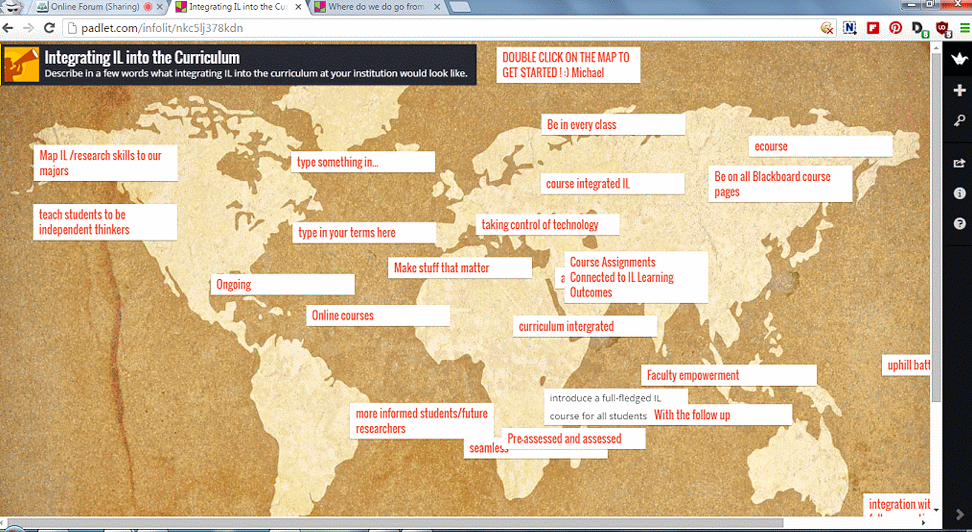 Online Forum (Sharing)
Integrating IL into the Cu
Where do we do go from
padlet.com/infolit/nkc5lj378kdn
Integrating IL into the Curriculum
Describe in a few words what integrating IL into the curriculum at your institution would look like.
DOUBLE CLICK ON THE MAP TO
GET STARTED ! :) Michael
Be in every class
ecourse
Map IL /research skills to our
majors
type something in...
course integrated IL
Be on all Blackboard course
pages
teach students to be
independent thinkers
type in your terms here
taking control of technology
Make stuff that matter
Course Assignments
Connected to IL Learning
Outcomes
Ongoing
Online courses
curriculum intergrated
uphill batt
Faculty empowerment
introduce a full-fledged IL
course for all students
With the follow up
more informed students/future
researchers
Pre-assessed and assessed
seamless
integration wit